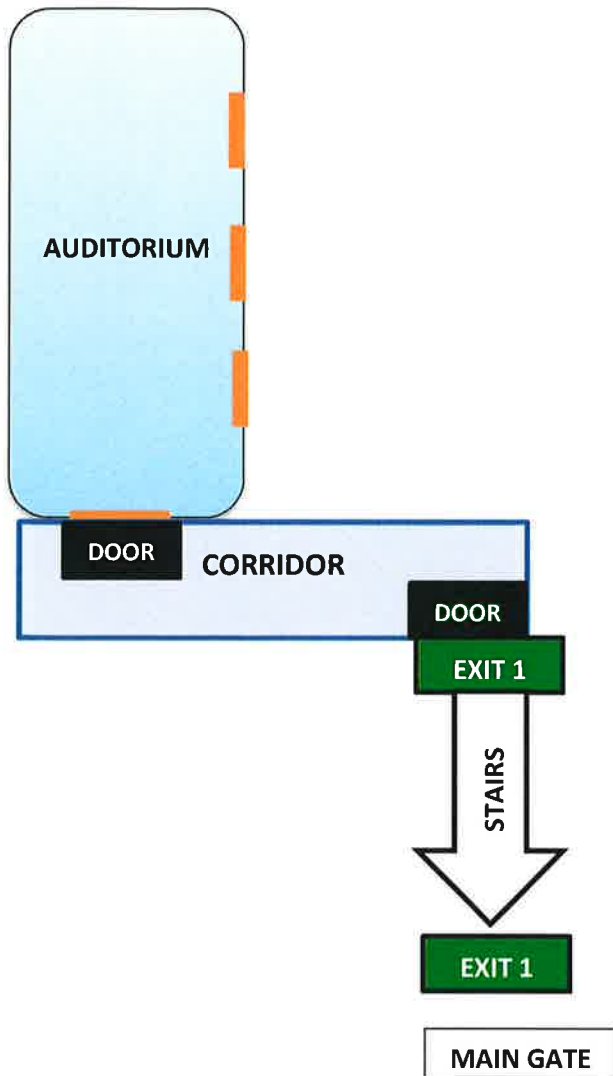 AUDITORIUM
DOOR
CORRIDOR
DOOR
EXIT 1
STAIRS
EXIT 1
MAIN GATE